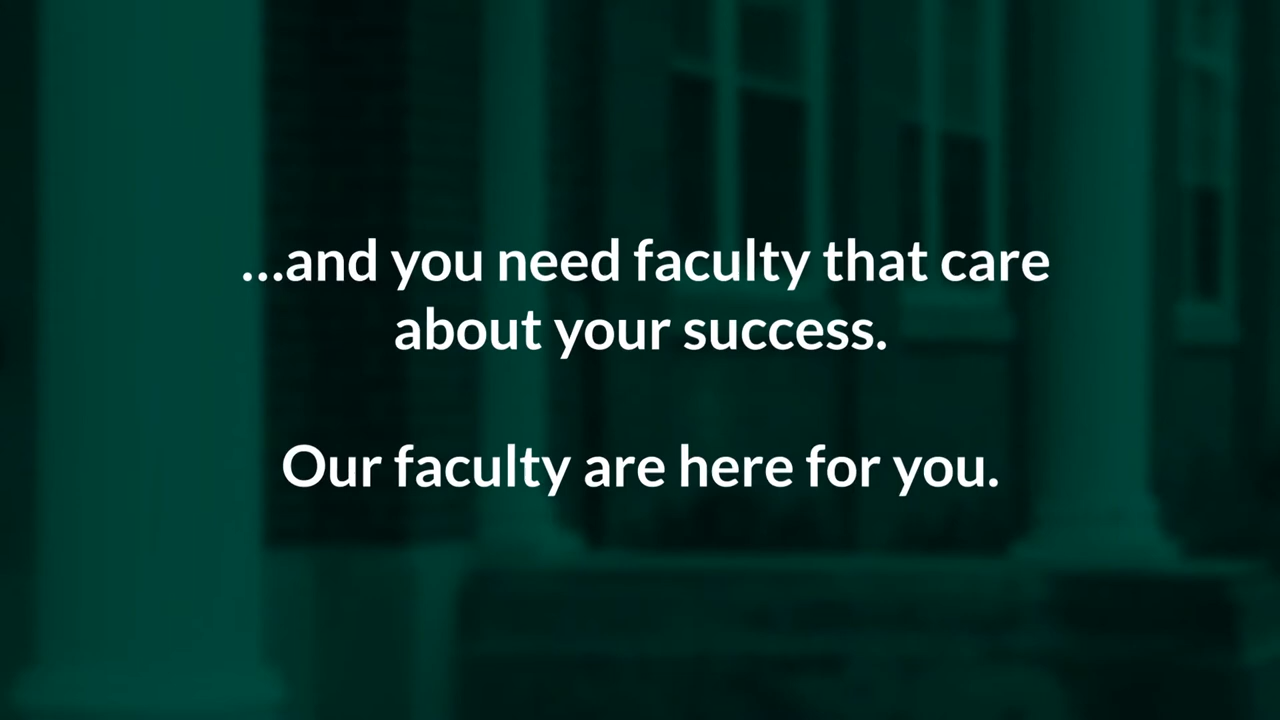 ...and you need faculty that care
about your success.
Our faculty are here for you.